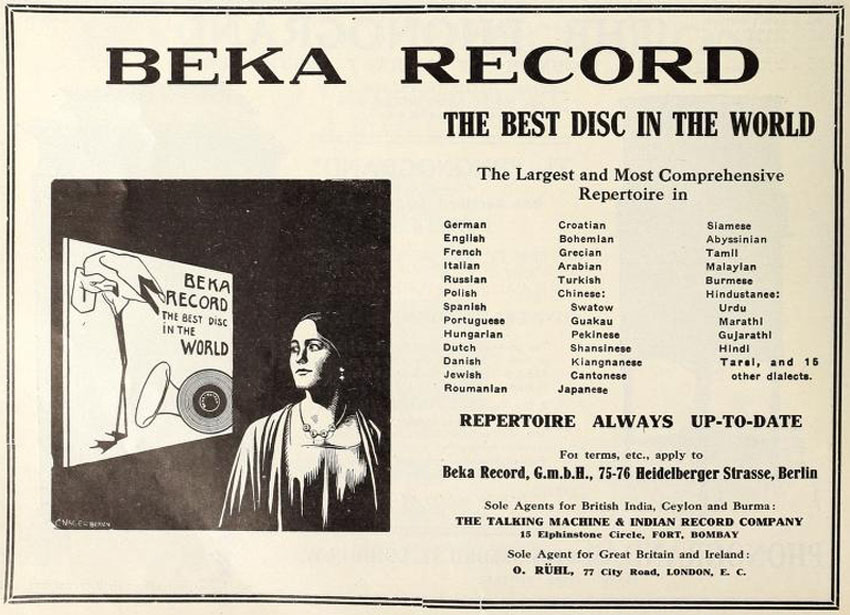 BEKA RECORD
THE BEST DISC IN THE WORLD
The Largest and Most Comprehensive
Repertoire in
German
English
French
Italian
Russian
Polish
Spanish
Portuguese
Hungarian
Dutch
Danish
Jewish
Roumanian
Croatian
Bohemian
Grecian
Arabian
Turkish
Chinese:
Swatow
Guakau
Pekinese
Shansinese
Kiangnanese
Cantonese
Japanese
Siamese
Abyssinian
Tamil
Malayian
Burmese
Hindustanee:
Urdu
Marathi
Gujarathi
Hindi
Tarsi, and 15
other dialects.
REPERTOIRE ALWAYS UP-TO-DATE
For terms, etc., apply to
Beka Record, G.m.b.H., 75-76 Heidelberger Strasse, Berlin
Sole Agents for British India, Ceylon and Burma:
THE TALKING MACHINE & INDIAN RECORD COMPANY
15 Elphinstone Circle, FORT, BOMBAY
Sole Agent for Great Britain and Ireland:
O. RÜHL, 77 City Road, LONDON, E. C.
BEKA
RECORD
THE BEST DISC
IN THE
WORLD